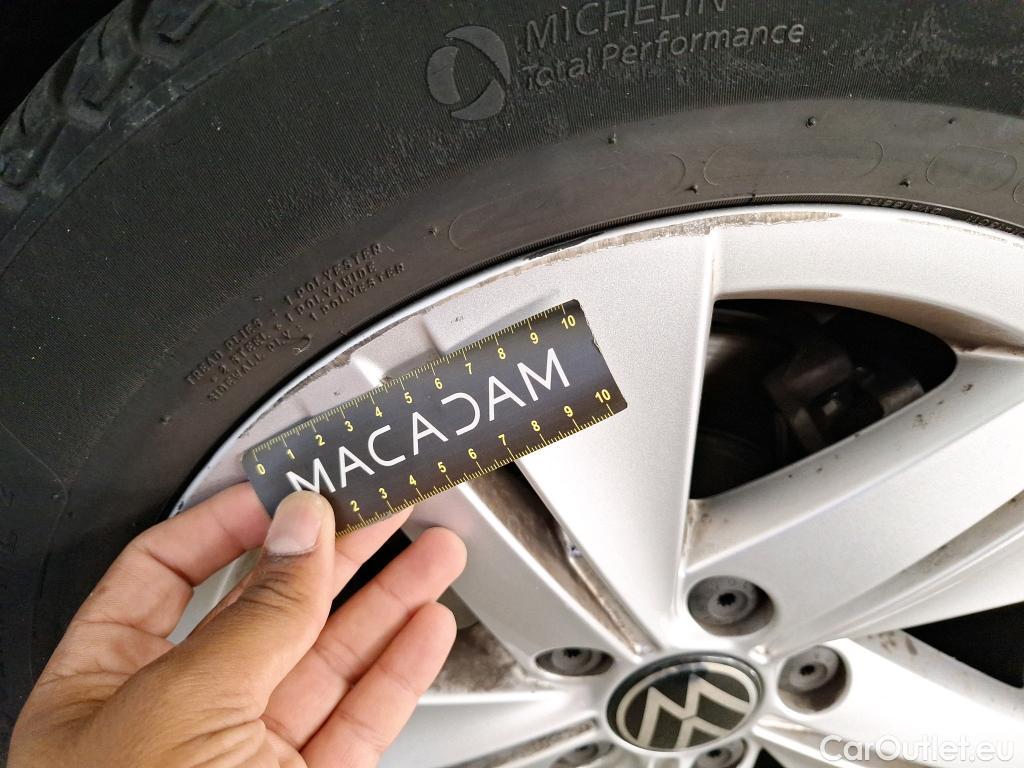 MICHELIN
Total Performance
TREAD PLIES : 1 POLYESTER
2 STEEL + 1 POLYAMIDE
SIDEWALL PLY : 1 POLYESTER
0 1 2 3 4 5 6 7 8 9 10
MACADAM
2 3 4 5 6 7 8 9 10
CarOutlet.eu